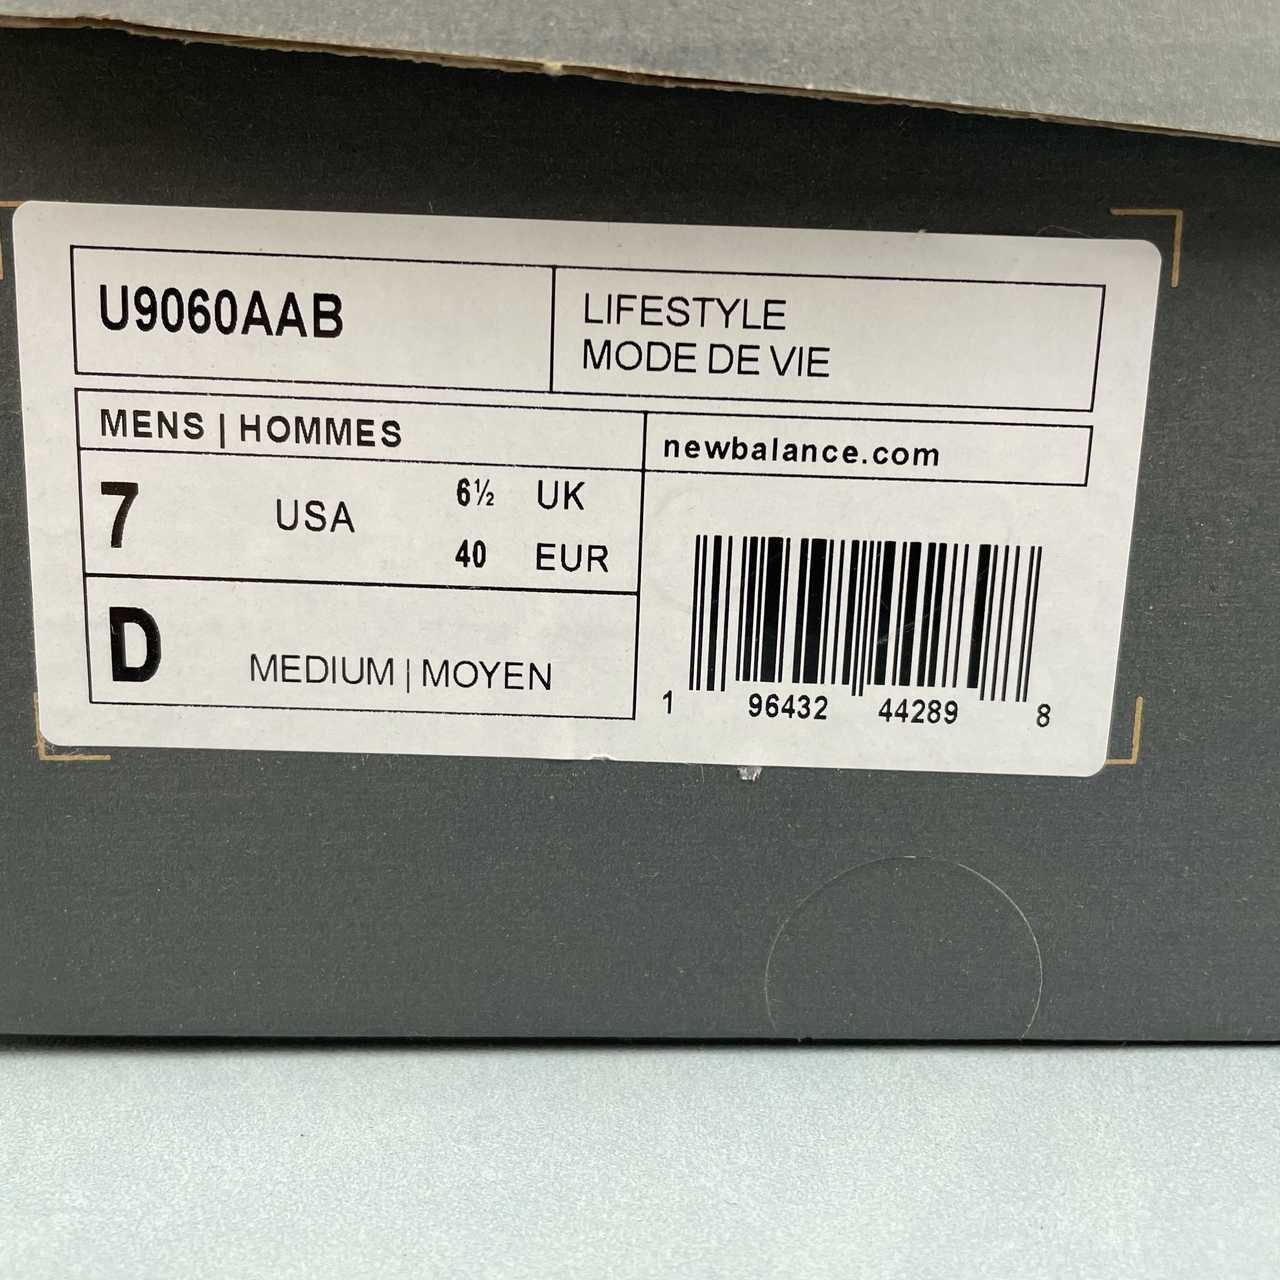 U9060AAB
LIFESTYLE
MODE DE VIE
MENS | HOMMES
newbalance.com
7 USA
6½ UK
40 EUR
D MEDIUM | MOYEN
1 96432 44289 8